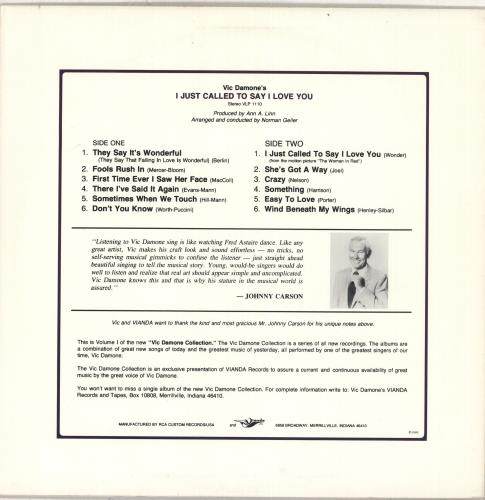 Vic Damone's
I JUST CALLED TO SAY I LOVE YOU
Stereo VLP 1110
Produced by Ann A. Linn
Arranged and conducted by Norman Geller
SIDE ONE
1. They Say It's Wonderful
(They Say That Falling In Love Is Wonderful) (Berlin)
2. Fools Rush In (Mercer-Bloom)
3. First Time Ever I Saw Her Face (MacColl)
4. There I've Said It Again (Evans-Mann)
5. Sometimes When We Touch (Hill-Mann)
6. Don't You Know (Worth-Puccini)
SIDE TWO
1. I Just Called To Say I Love You (Wonder)
(from the motion picture "The Woman In Red")
2. She's Got A Way (Joel)
3. Crazy (Nelson)
4. Something (Harrison)
5. Easy To Love (Porter)
6. Wind Beneath My Wings (Henley-Silbar)
"Listening to Vic Damone sing is like watching Fred Astaire dance. Like any
great artist, Vic makes his craft look and sound effortless — no tricks, no
self-serving musical gimmicks to confuse the listener — just straight ahead
beautiful singing to tell the musical story. Young, would-be singers would do
well to listen and realize that real art should appear simple and uncomplicated.
Vic Damone knows this and that is why his stature in the musical world is
assured."
— JOHNNY CARSON
Vic and VIANDA want to thank the kind and most gracious Mr. Johnny Carson for his unique notes above.
This is Volume I of the new "Vic Damone Collection." The Vic Damone Collection is a series of all new recordings. The albums are
a combination of great new songs of today and the greatest music of yesterday, all performed by one of the greatest singers of our
time, Vic Damone.
The Vic Damone Collection is an exclusive presentation of VIANDA Records to assure a current and continuous availability of great
music by the great voice of Vic Damone.
You won't want to miss a single album of the new Vic Damone Collection. For complete information write to: Vic Damone's VIANDA
Records and Tapes, Box 10808, Merrillville, Indiana 46410.
MANUFACTURED BY RCA CUSTOM RECORDS/USA
and
6858 BROADWAY, MERRILLVILLE, INDIANA 46410